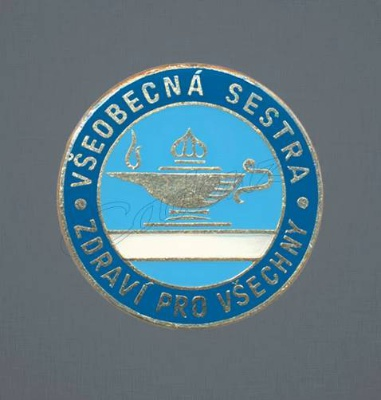 VŠEOBECNÁ SESTRA
ZDRAVÍ PRO VŠECHNY